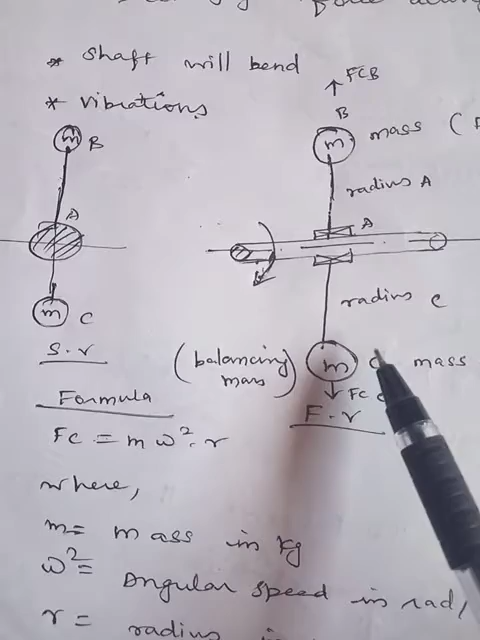 * shaft will bend
* vibrations
FCB
B
m
mass (
radius A
A
m B
A
m C
S.V
radius C
(balancing mass)
m
mass
Fc
F.V
Formula
Fc = m ω². r
where,
m = mass in kg
ω² = Angular speed in rad/
r = radius in